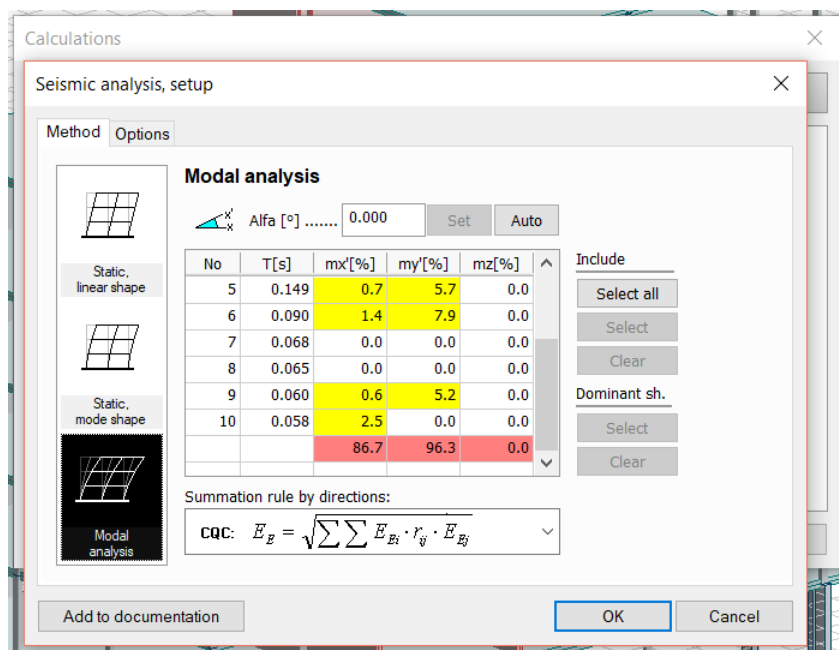 Calculations
Seismic analysis, setup
Method Options
Modal analysis
x'
x
Alfa [°] ....... 0.000 Set Auto
No T[s] mx'[%] my'[%] mz[%]
5 0.149 0.7 5.7 0.0
6 0.090 1.4 7.9 0.0
7 0.068 0.0 0.0 0.0
8 0.065 0.0 0.0 0.0
9 0.060 0.6 5.2 0.0
10 0.058 2.5 0.0 0.0
86.7 96.3 0.0
Static,
linear shape
Static,
mode shape
Modal
analysis
Include
Select all
Select
Clear
Dominant sh.
Select
Clear
Summation rule by directions:
CQC: E_E = √∑∑ E_Ei · r_ij · E_Ej
Add to documentation OK Cancel